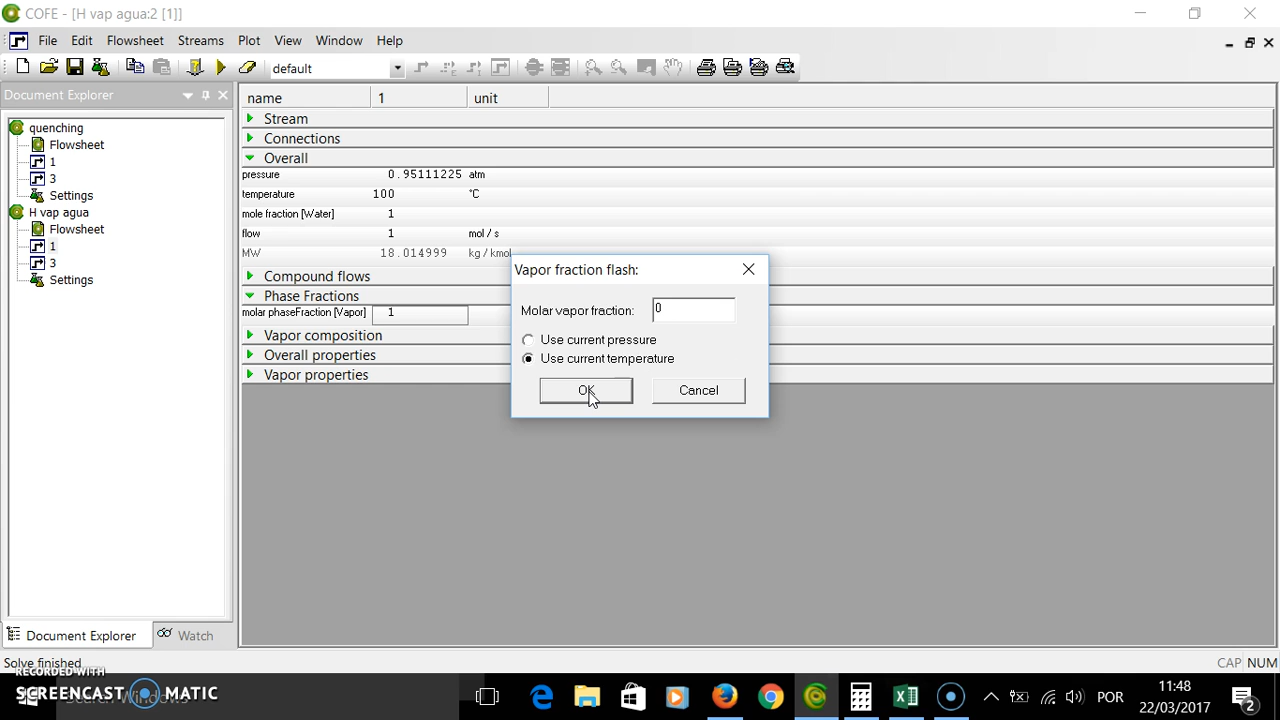 COFE - [H vap agua:2 [1]]
File Edit Flowsheet Streams Plot View Window Help
default
Document Explorer
quenching
Flowsheet
1
3
Settings
H vap agua
Flowsheet
1
3
Settings
Document Explorer Watch
name 1 unit
Stream
Connections
Overall
pressure 0.95111225 atm
temperature 100 °C
mole fraction [Water] 1
flow 1 mol / s
MW 18.014999 kg / kmol
Compound flows
Phase Fractions
molar phaseFraction [Vapor] 1
Vapor composition
Overall properties
Vapor properties
Vapor fraction flash:
Molar vapor fraction: 0
Use current pressure
Use current temperature
OK Cancel
Solve finished CAP NUM
RECORDED WITH
SCREENCAST MATIC
Search Windows
POR
11:48
22/03/2017
2